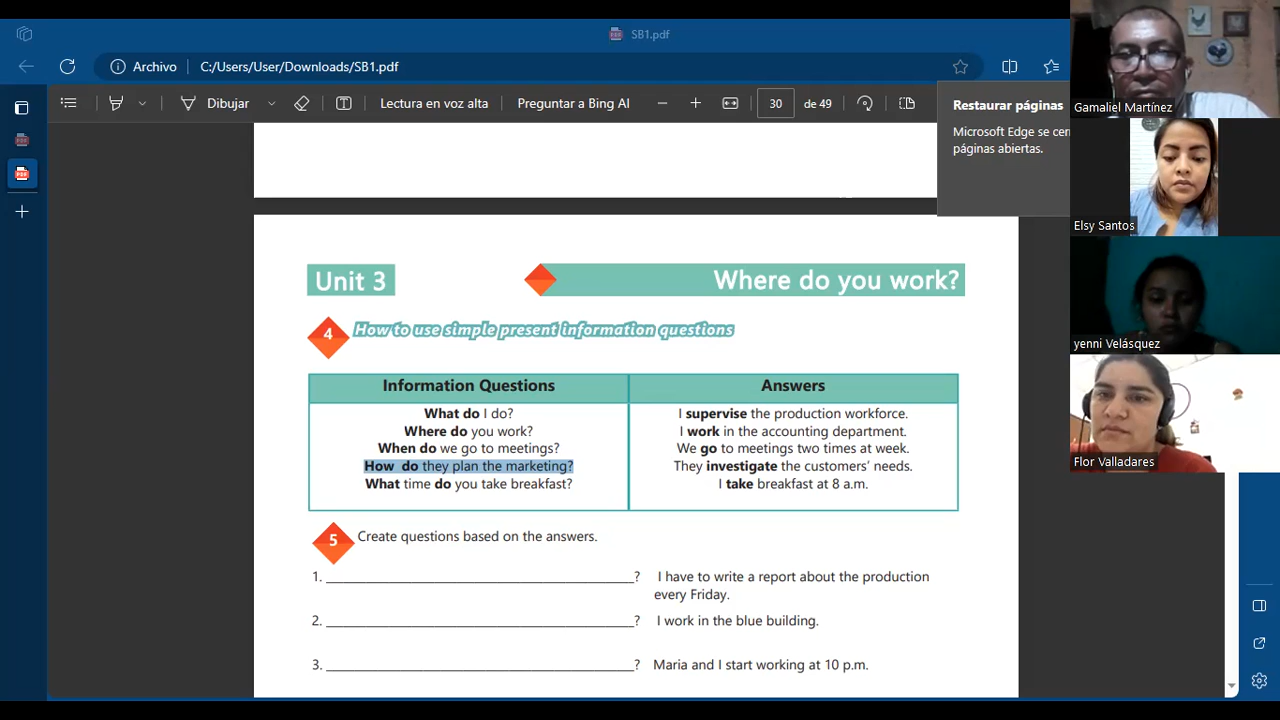 SB1.pdf
Archivo C:/Users/User/Downloads/SB1.pdf
Dibujar Lectura en voz alta Preguntar a Bing AI 30 de 49
Restaurar páginas
Microsoft Edge se cer
páginas abiertas.
Gamaliel Martínez
Elsy Santos
yenni Velásquez
Flor Valladares
Unit 3 Where do you work?
4 How to use simple present information questions
Information Questions Answers
What do I do? I supervise the production workforce.
Where do you work? I work in the accounting department.
When do we go to meetings? We go to meetings two times at week.
How do they plan the marketing? They investigate the customers' needs.
What time do you take breakfast? I take breakfast at 8 a.m.
5 Create questions based on the answers.
1. ________________________________________? I have to write a report about the production
every Friday.
2. ________________________________________? I work in the blue building.
3. ________________________________________? Maria and I start working at 10 p.m.